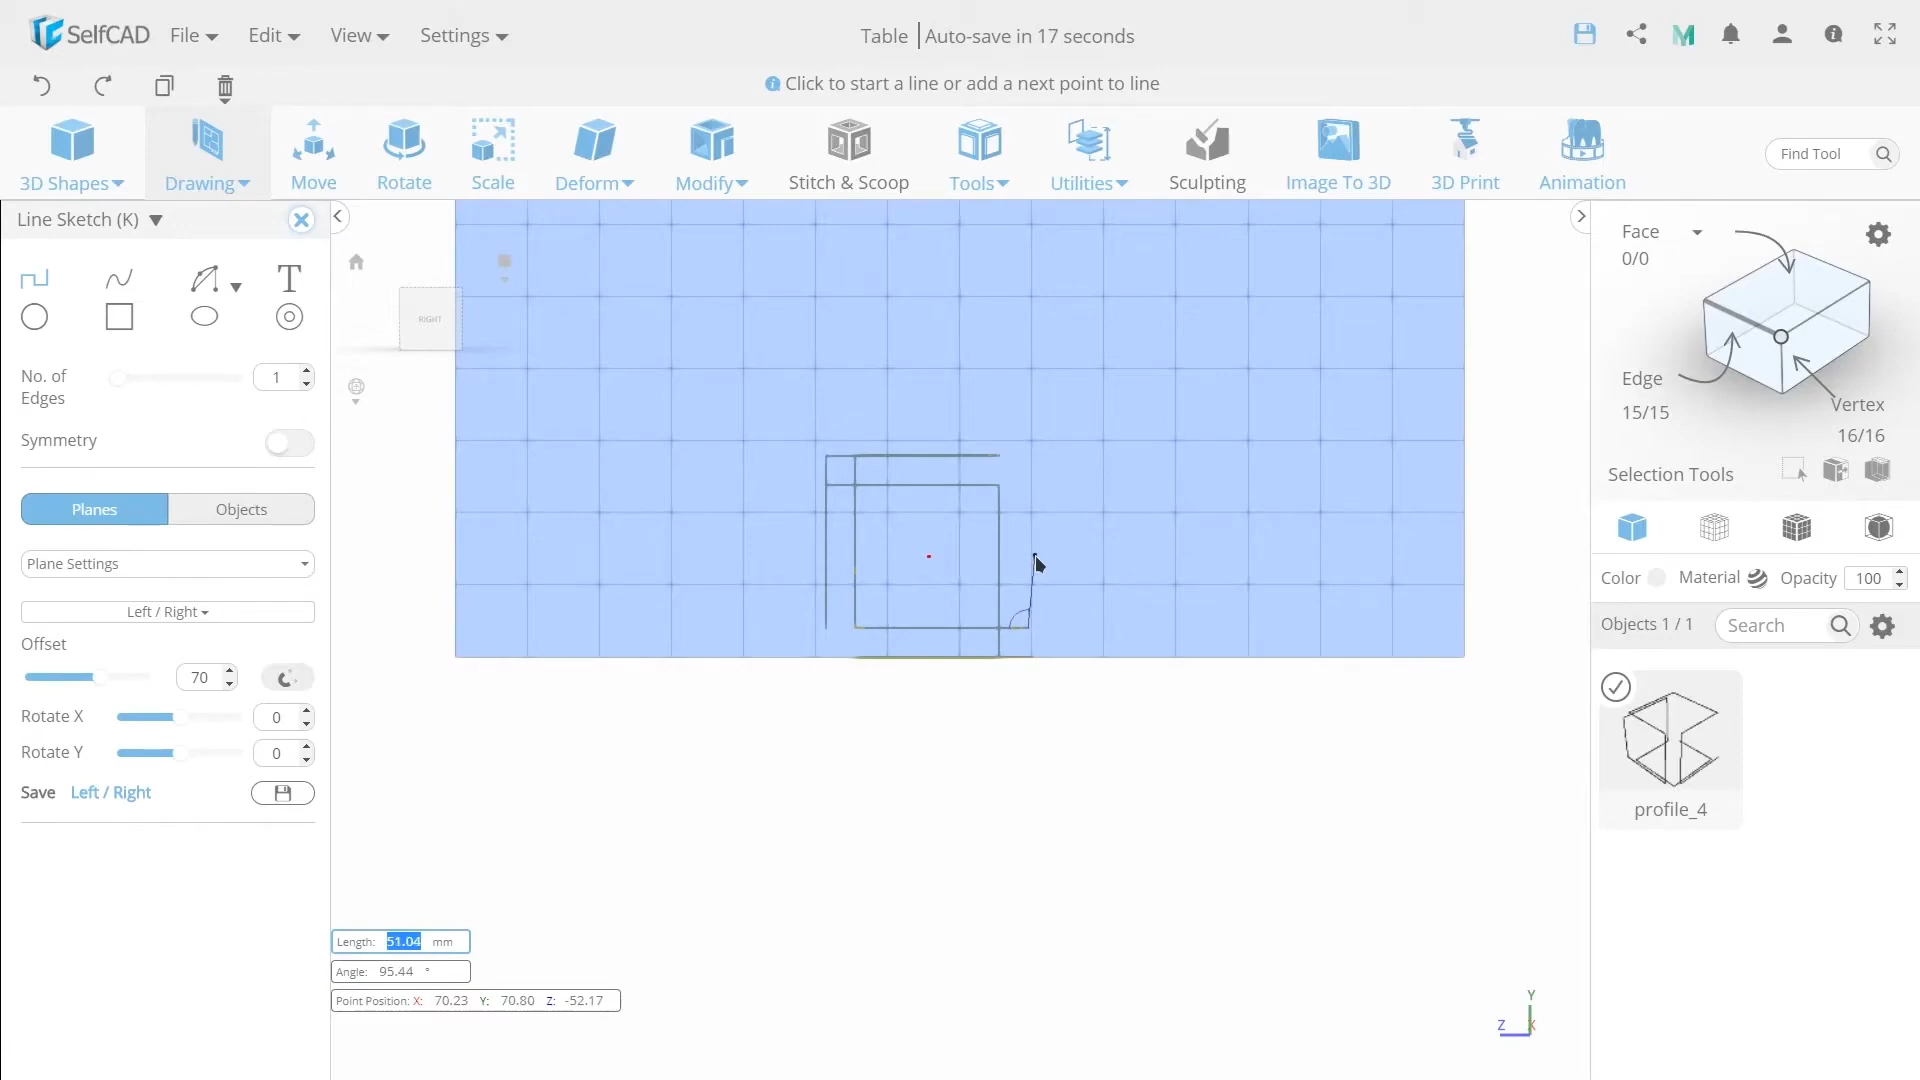 SelfCAD File Edit View Settings Table Auto-save in 17 seconds
Click to start a line or add a next point to line
3D Shapes Drawing Move Rotate Scale Deform Modify Stitch & Scoop Tools Utilities Sculpting Image To 3D 3D Print Animation Find Tool
Line Sketch (K)
T
No. of
Edges
1
Symmetry
Planes Objects
Plane Settings
Left / Right
Offset
70
Rotate X 0
Rotate Y 0
Save Left / Right
RIGHT
Length: 51.04 mm
Angle: 95.44 °
Point Position: X: 70.23 Y: 70.80 Z: -52.17
Y
Z X
Face
0/0
Edge
15/15
Vertex
16/16
Selection Tools
Color Material Opacity 100
Objects 1 / 1 Search
profile_4